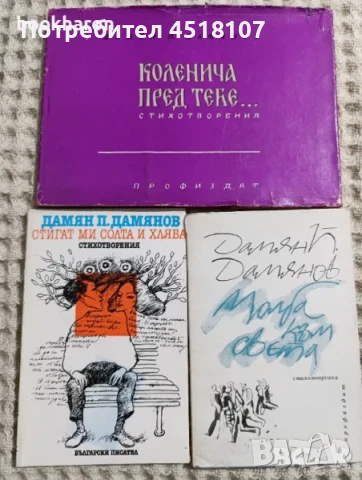 bookbaron
Потребител 4518107
КОЛЕНИЧА
ПРЕД ТЕБЕ...
СТИХОТВОРЕНИЯ
ПРОФИЗДАТ
ДАМЯН П. ДАМЯНОВ
СТИГАТ МИ СОЛТА И ХЛЯБА
СТИХОТВОРЕНИЯ
БЪЛГАРСКИ ПИСАТЕЛ
Дамян П.
Дамянов
Молба
към
света
стихотворения
профиздат
BAZAR